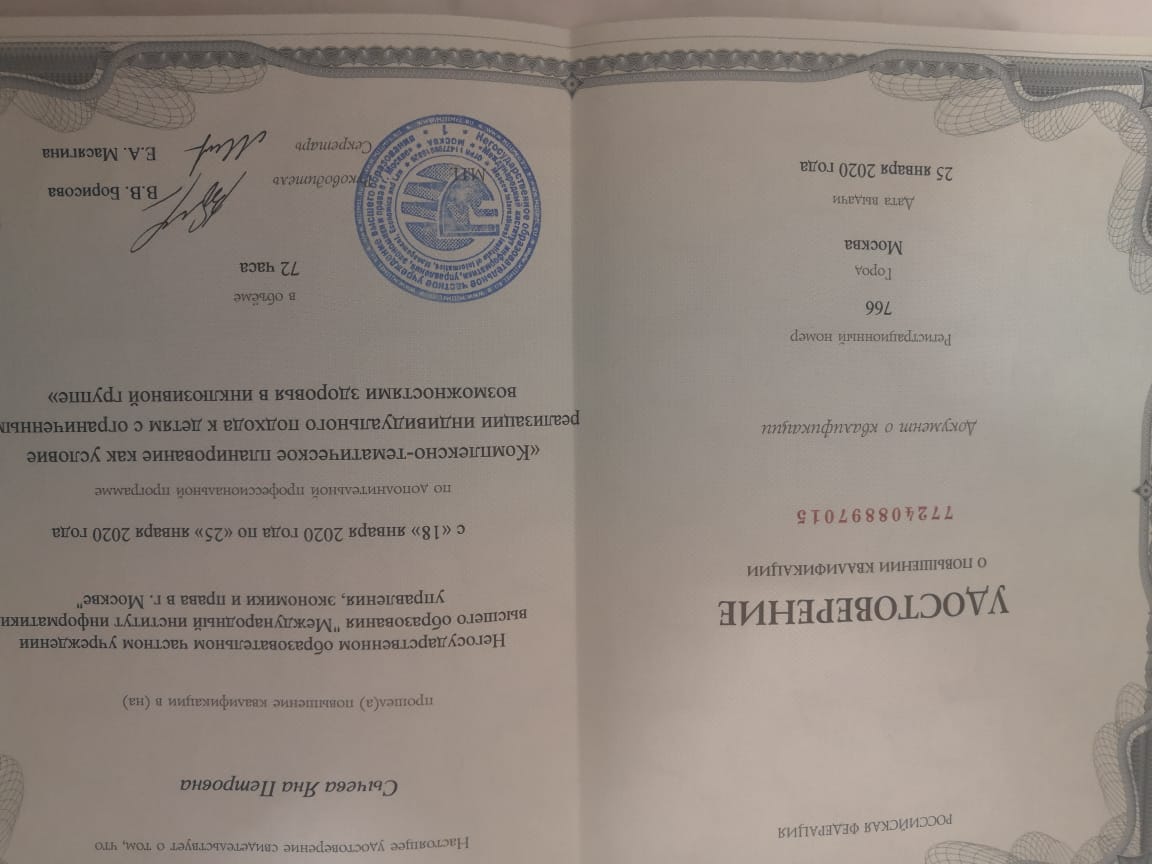 РОССИЙСКАЯ ФЕДЕРАЦИЯ
УДОСТОВЕРЕНИЕ
О ПОВЫШЕНИИ КВАЛИФИКАЦИИ
772408897015
Документ о квалификации
Регистрационный номер
766
Город
Москва
Дата выдачи
25 января 2020 года
Настоящее удостоверение свидетельствует о том, что
Сычева Яна Петровна
прошел(а) повышение квалификации в (на)
Негосударственном образовательном частном учреждении
высшего образования "Международный институт информатики
управления, экономики и права в г. Москве"
с «18» января 2020 года по «25» января 2020 года
по дополнительной профессиональной программе
«Комплексно-тематическое планирование как условие
реализации индивидуального подхода к детям с ограниченным
возможностями здоровья в инклюзивной группе»
в объёме
72 часа
М.П. Руководитель В.В. Борисова
Секретарь Е.А. Масягина